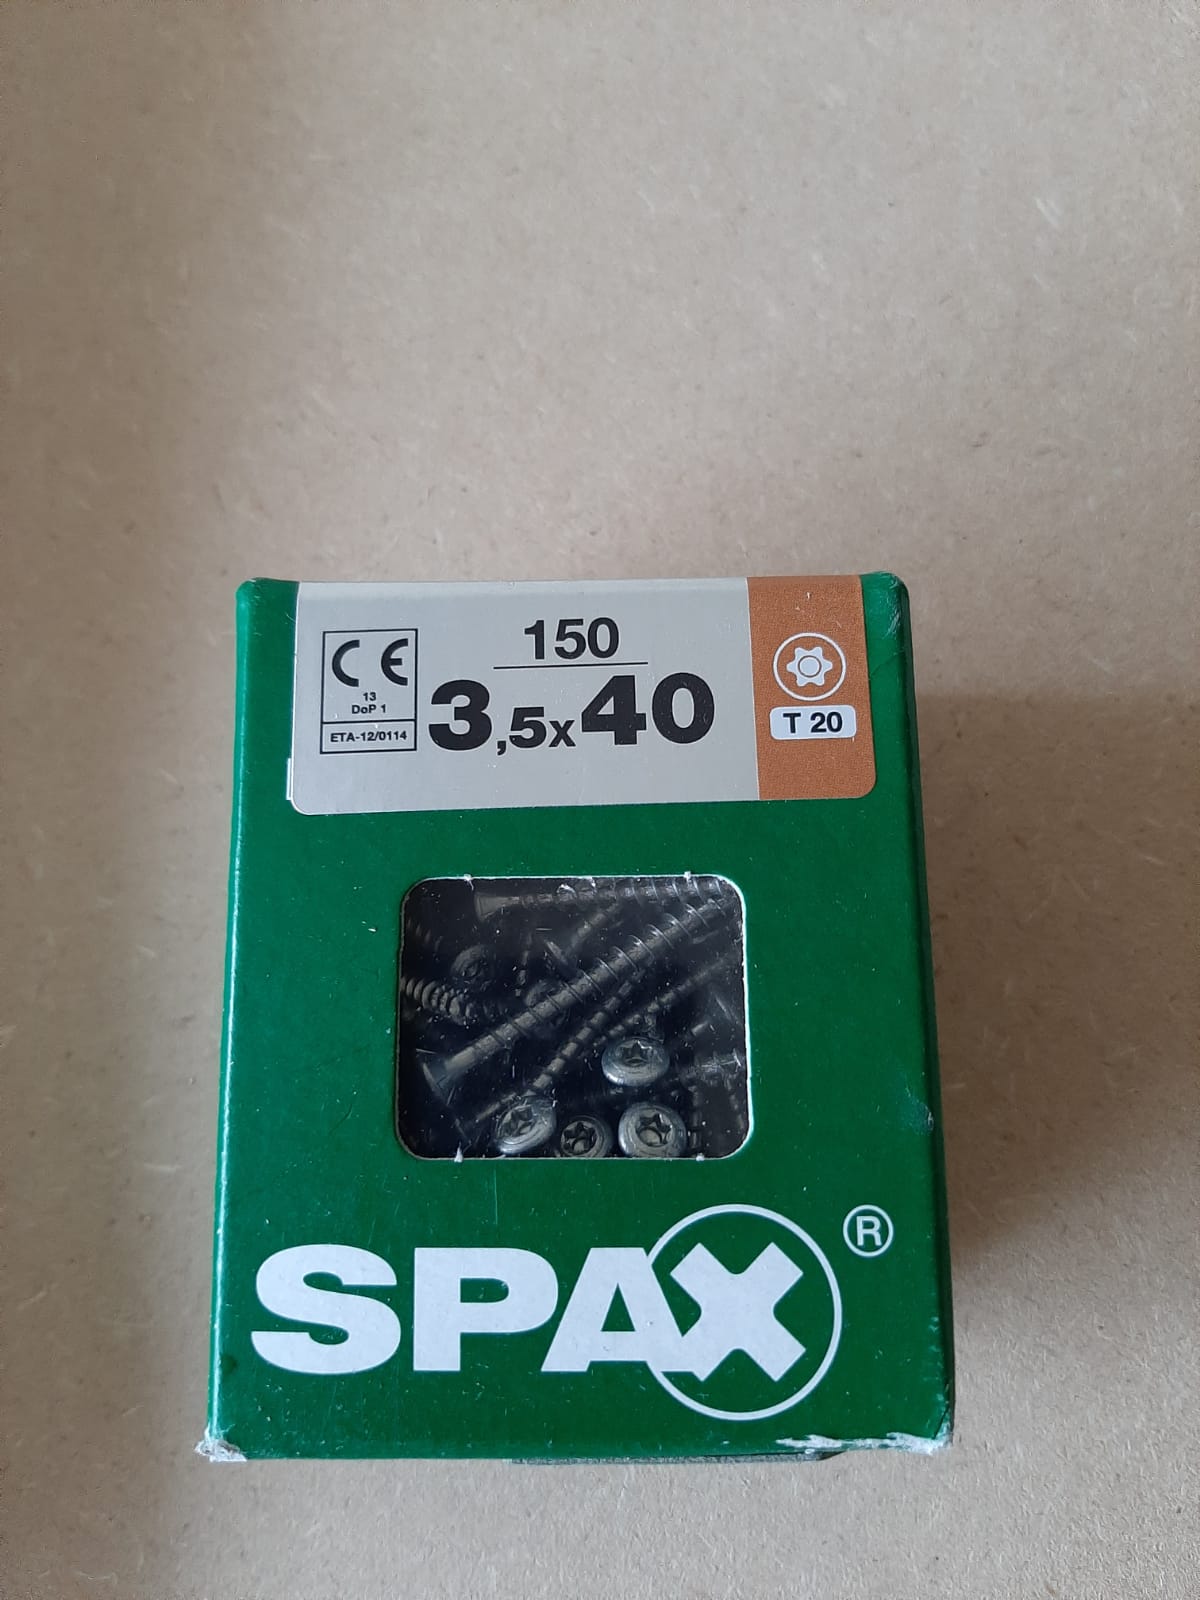 150
CE
3,5x40
13
DoP 1
ETA-12/0114
T 20
SPAX®